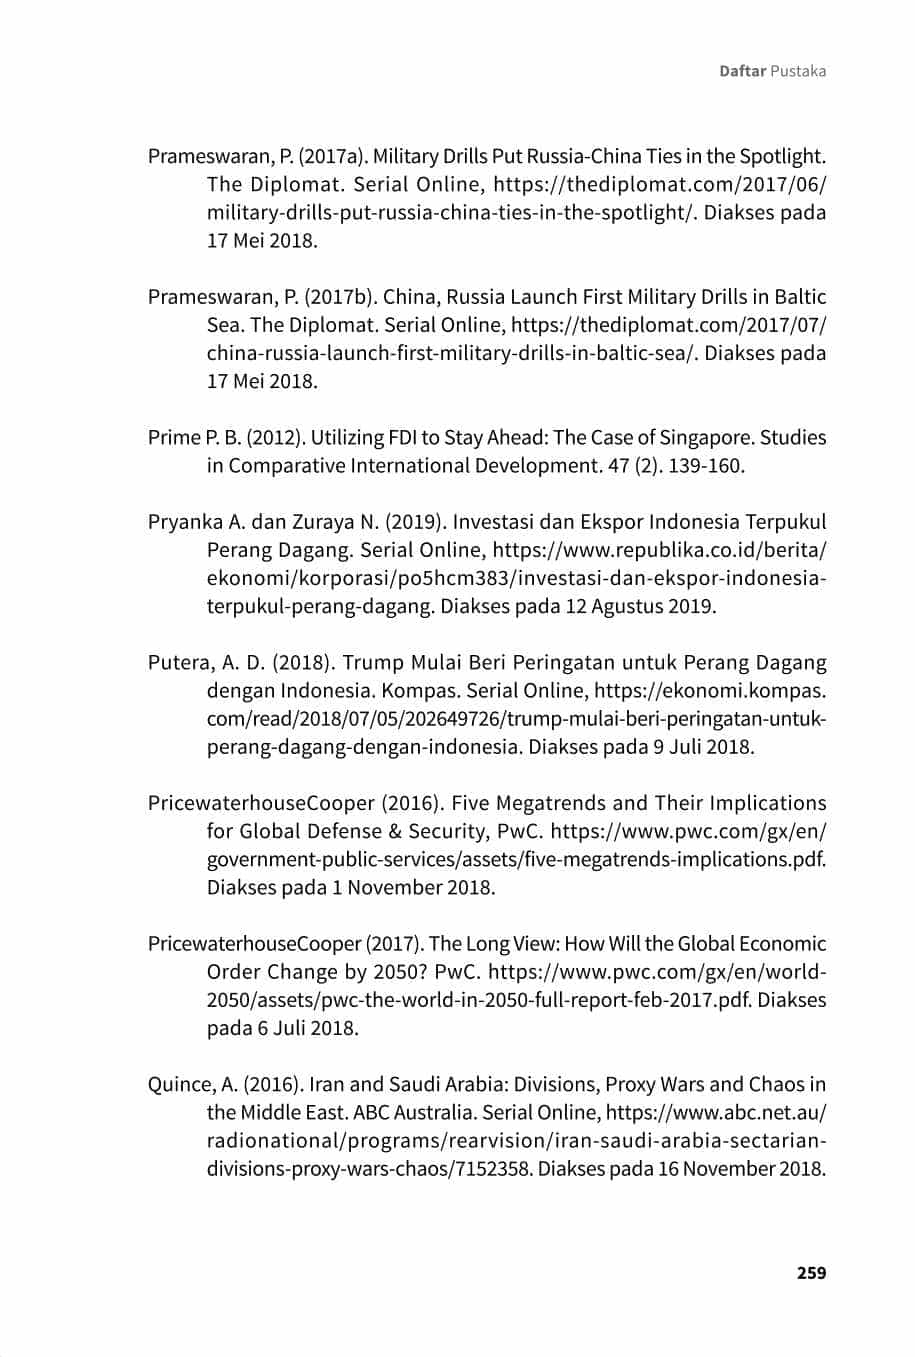 Daftar Pustaka
Prameswaran, P. (2017a). Military Drills Put Russia-China Ties in the Spotlight.
The Diplomat. Serial Online, https://thediplomat.com/2017/06/
military-drills-put-russia-china-ties-in-the-spotlight/. Diakses pada
17 Mei 2018.
Prameswaran, P. (2017b). China, Russia Launch First Military Drills in Baltic
Sea. The Diplomat. Serial Online, https://thediplomat.com/2017/07/
china-russia-launch-first-military-drills-in-baltic-sea/. Diakses pada
17 Mei 2018.
Prime P. B. (2012). Utilizing FDI to Stay Ahead: The Case of Singapore. Studies
in Comparative International Development. 47 (2). 139-160.
Pryanka A. dan Zuraya N. (2019). Investasi dan Ekspor Indonesia Terpukul
Perang Dagang. Serial Online, https://www.republika.co.id/berita/
ekonomi/korporasi/po5hcm383/investasi-dan-ekspor-indonesia-
terpukul-perang-dagang. Diakses pada 12 Agustus 2019.
Putera, A. D. (2018). Trump Mulai Beri Peringatan untuk Perang Dagang
dengan Indonesia. Kompas. Serial Online, https://ekonomi.kompas.
com/read/2018/07/05/202649726/trump-mulai-beri-peringatan-untuk-
perang-dagang-dengan-indonesia. Diakses pada 9 Juli 2018.
PricewaterhouseCooper (2016). Five Megatrends and Their Implications
for Global Defense & Security, PwC. https://www.pwc.com/gx/en/
government-public-services/assets/five-megatrends-implications.pdf.
Diakses pada 1 November 2018.
PricewaterhouseCooper (2017). The Long View: How Will the Global Economic
Order Change by 2050? PwC. https://www.pwc.com/gx/en/world-
2050/assets/pwc-the-world-in-2050-full-report-feb-2017.pdf. Diakses
pada 6 Juli 2018.
Quince, A. (2016). Iran and Saudi Arabia: Divisions, Proxy Wars and Chaos in
the Middle East. ABC Australia. Serial Online, https://www.abc.net.au/
radionational/programs/rearvision/iran-saudi-arabia-sectarian-
divisions-proxy-wars-chaos/7152358. Diakses pada 16 November 2018.
259